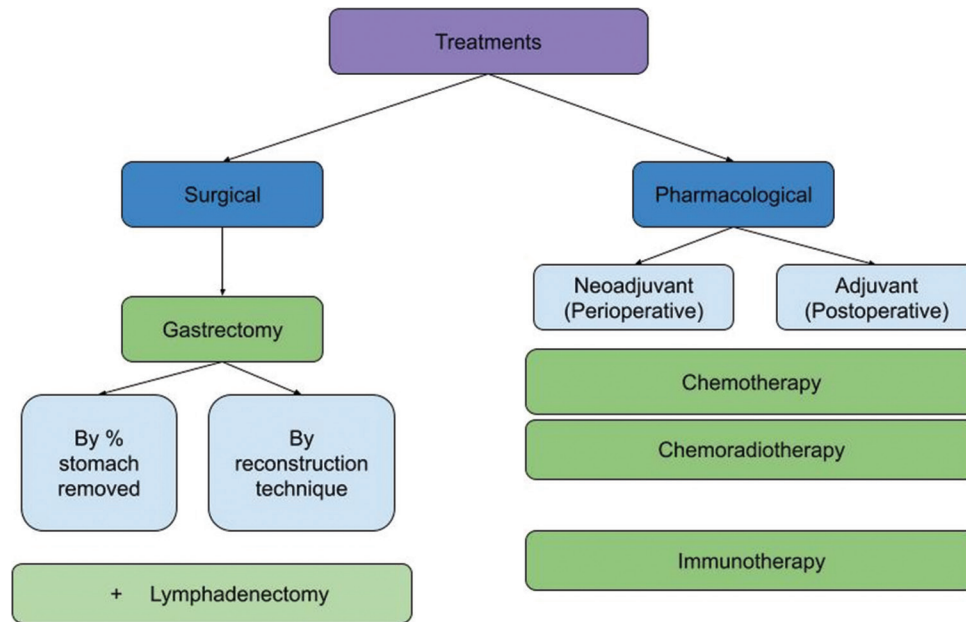 Treatments
Surgical
Pharmacological
Gastrectomy
By %
stomach
removed
By
reconstruction
technique
+ Lymphadenectomy
Neoadjuvant
(Perioperative)
Adjuvant
(Postoperative)
Chemotherapy
Chemoradiotherapy
Immunotherapy